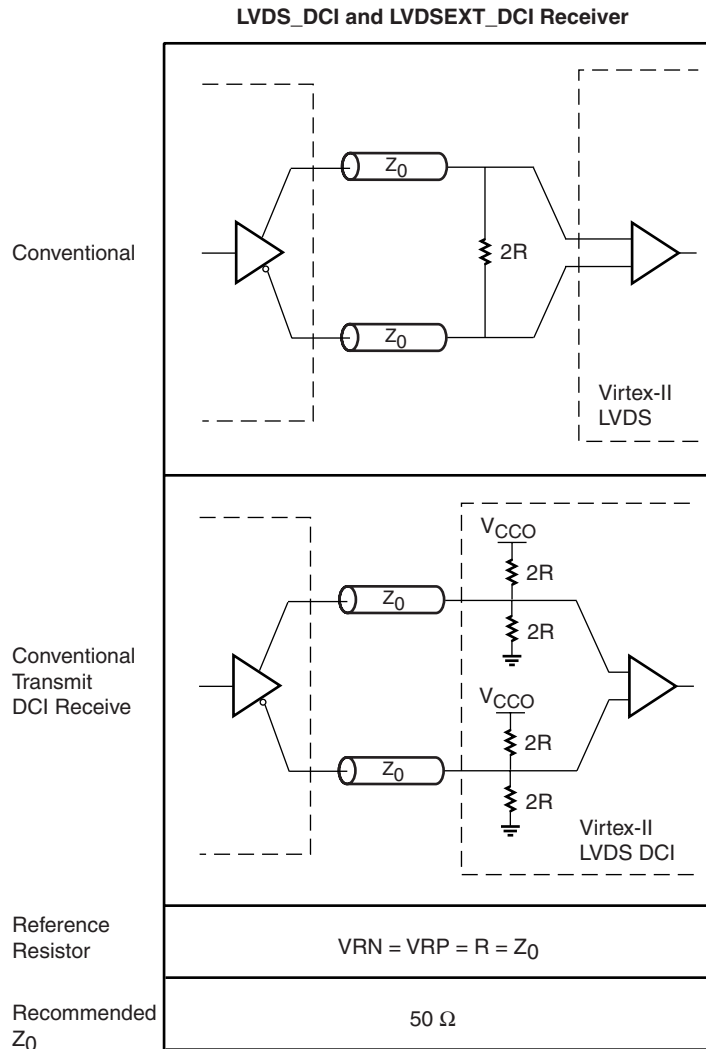 LVDS_DCI and LVDSEXT_DCI Receiver
Conventional
Z0
2R
Z0
Virtex-II
LVDS
Conventional
Transmit
DCI Receive
VCCO
2R
Z0
2R
VCCO
2R
Z0
2R
Virtex-II
LVDS DCI
Reference
Resistor
VRN = VRP = R = Z0
Recommended
Z0
50 Ω